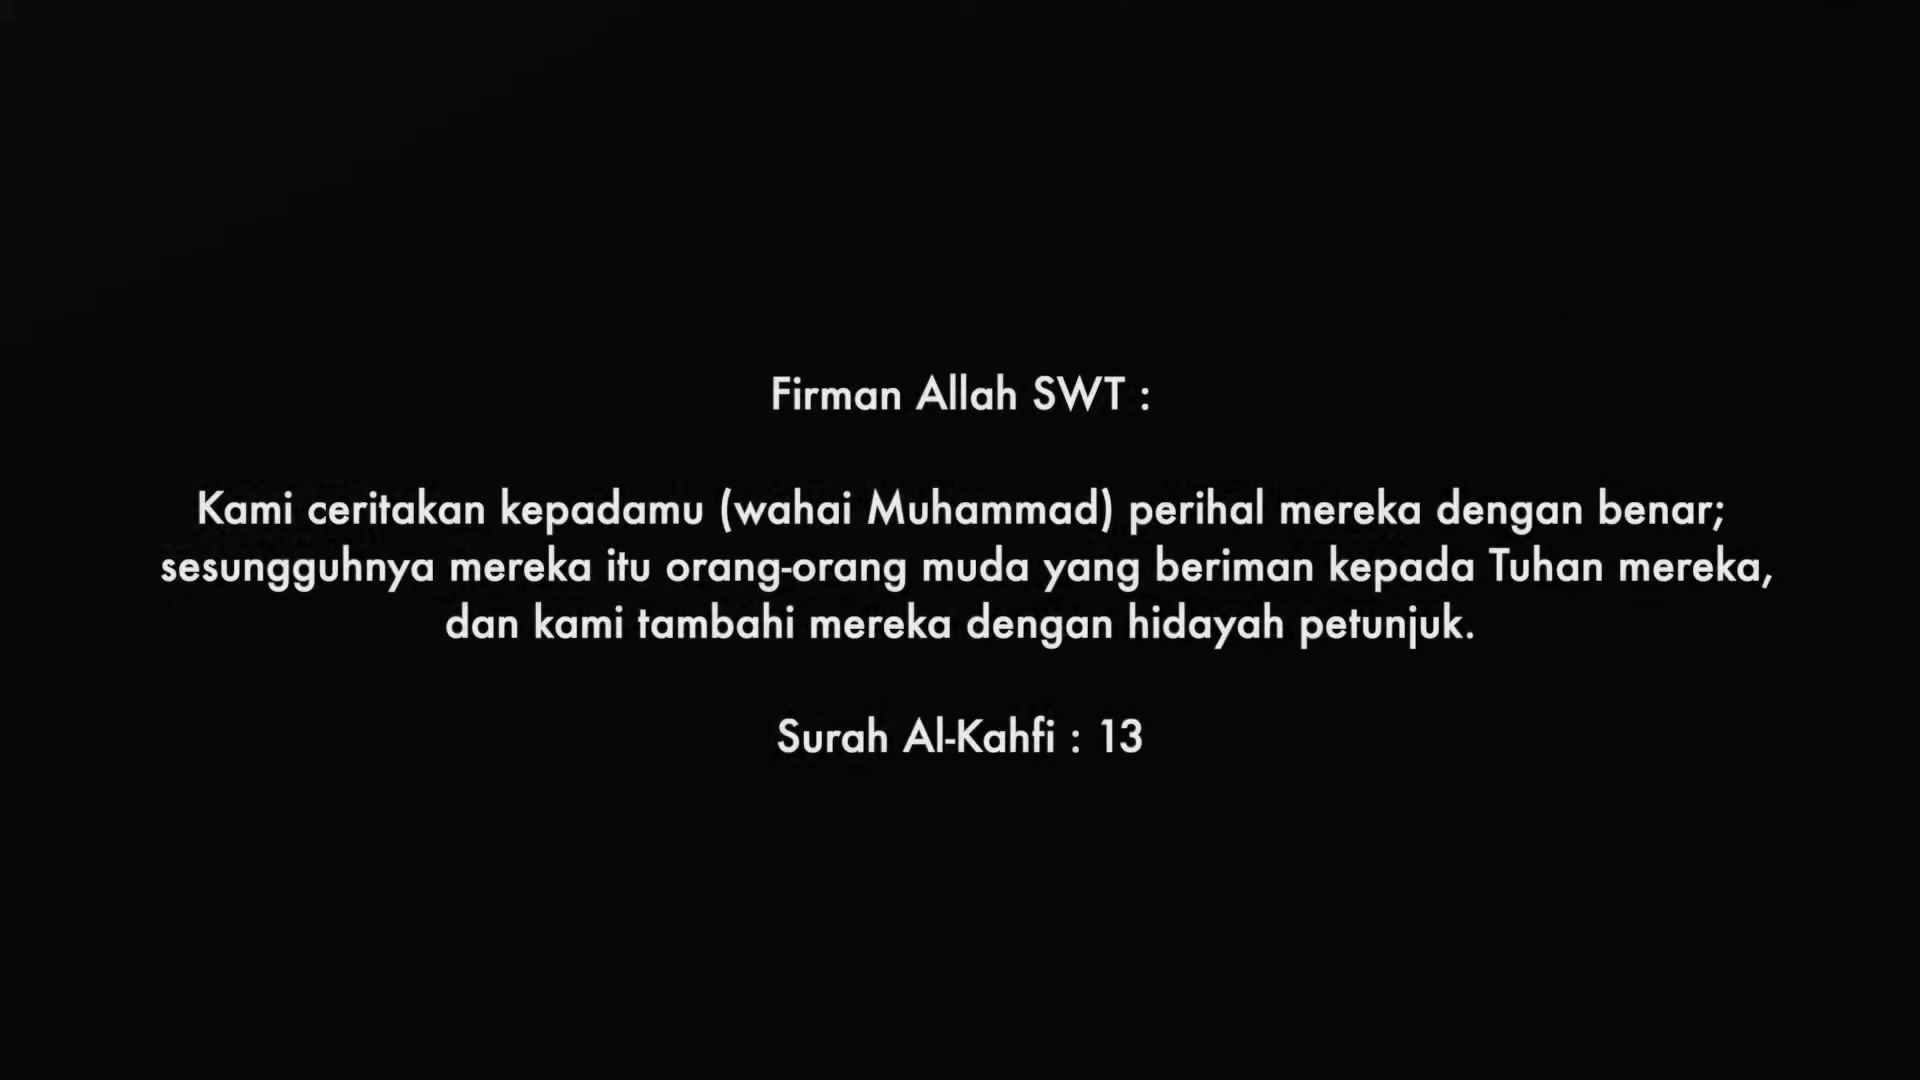 Firman Allah SWT :
Kami ceritakan kepadamu (wahai Muhammad) perihal mereka dengan benar;
sesungguhnya mereka itu orang-orang muda yang beriman kepada Tuhan mereka,
dan kami tambahi mereka dengan hidayah petunjuk.
Surah Al-Kahfi : 13